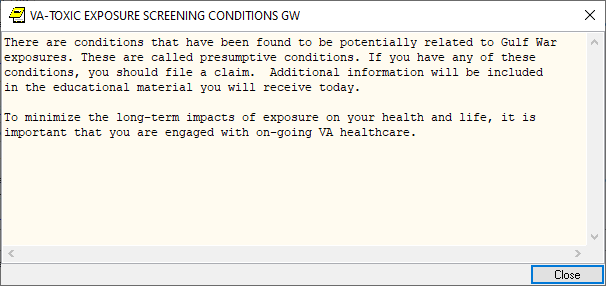 VA-TOXIC EXPOSURE SCREENING CONDITIONS GW
There are conditions that have been found to be potentially related to Gulf War
exposures. These are called presumptive conditions. If you have any of these
conditions, you should file a claim.  Additional information will be included
in the educational material you will receive today.

To minimize the long-term impacts of exposure on your health and life, it is
important that you are engaged with on-going VA healthcare.
Close